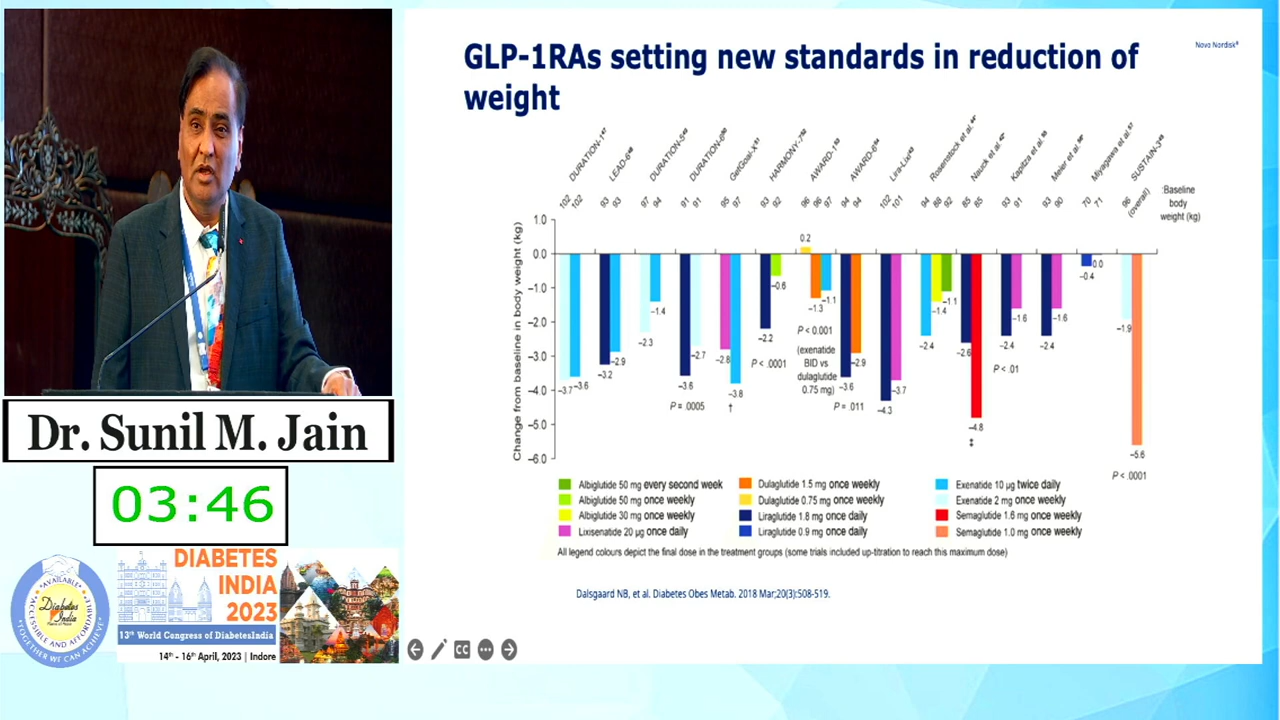 GLP-1RAs setting new standards in reduction of
weight
Novo Nordisk®
DURATION-1⁴⁷
LEAD-6⁴⁸
DURATION-5⁴⁹
DURATION-6⁵⁰
GetGoal-X⁵¹
HARMONY-7⁵²
AWARD-1⁵³
AWARD-6⁵⁴
Lira-Lixi⁴³
Rosenstock et al.
Nauck et al.
Kapitza et al.
Meier et al.
Miyagawa et al.
SUSTAIN-3
102 102 93 93 97 94 91 91 95 97 93 92 96 96 97 94 94 102 101 94 88 92 85 85 93 91 93 90 70 71 96 (overall)
Baseline
body
weight (kg)
Change from baseline in body weight (kg)
1.0
0.0
−1.0
−2.0
−3.0
−4.0
−5.0
−6.0
−3.7 −3.6
−3.2 −2.9
−2.3 −1.4
−3.6 −2.7
P = .0005
−2.8 −3.8
†
−2.2 −0.6
P < .0001
0.2 −1.3 −1.1
P < 0.001
(exenatide
BID vs
dulaglutide
0.75 mg)
−3.6 −2.9
P = .011
−4.3 −3.7
−2.4 −1.4 −1.1
−2.6 −4.8
‡
−2.4 −1.6
P < .01
−2.4 −1.6
−0.4 0.0
−1.9 −5.6
P < .0001
Albiglutide 50 mg every second week
Albiglutide 50 mg once weekly
Albiglutide 30 mg once weekly
Lixisenatide 20 µg once daily
Dulaglutide 1.5 mg once weekly
Dulaglutide 0.75 mg once weekly
Liraglutide 1.8 mg once daily
Liraglutide 0.9 mg once daily
Exenatide 10 µg twice daily
Exenatide 2 mg once weekly
Semaglutide 1.6 mg once weekly
Semaglutide 1.0 mg once weekly
All legend colours depict the final dose in the treatment groups (some trials included up-titration to reach this maximum dose)
Dalsgaard NB, et al. Diabetes Obes Metab. 2018 Mar;20(3):508-519.
CC
Dr. Sunil M. Jain
03:46
AVAILABLE
ACCESSIBLE AND AFFORDABLE
Diabetes
India
TOGETHER WE CAN ACHIEVE
DIABETES
INDIA
2023
13th World Congress of DiabetesIndia
14th - 16th April, 2023 | Indore